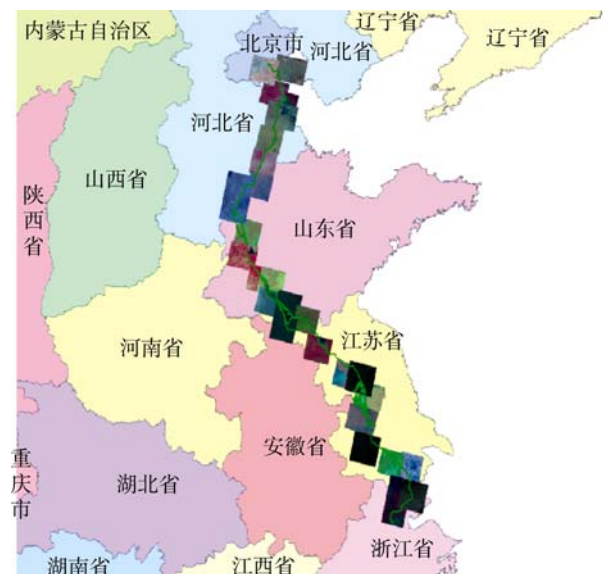 内蒙古自治区
北京市
河北省
辽宁省
辽宁省
河北省
山西省
陕西省
山东省
河南省
江苏省
安徽省
重庆市
湖北省
浙江省
湖南省
江西省